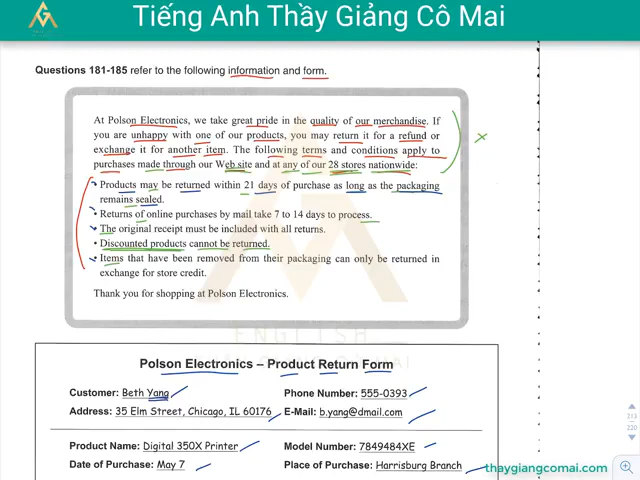 Tiếng Anh Thầy Giảng Cô Mai
Questions 181-185 refer to the following information and form.
At Polson Electronics, we take great pride in the quality of our merchandise. If
you are unhappy with one of our products, you may return it for a refund or
exchange it for another item. The following terms and conditions apply to
purchases made through our Web site and at any of our 28 stores nationwide:
• Products may be returned within 21 days of purchase as long as the packaging
remains sealed.
• Returns of online purchases by mail take 7 to 14 days to process.
• The original receipt must be included with all returns.
• Discounted products cannot be returned.
• Items that have been removed from their packaging can only be returned in
exchange for store credit.
Thank you for shopping at Polson Electronics.
ENGLISH
Polson Electronics – Product Return Form
Customer: Beth Yang Phone Number: 555-0393
Address: 35 Elm Street, Chicago, IL 60176 E-Mail: b.yang@dmail.com
Product Name: Digital 350X Printer Model Number: 7849484XE
Date of Purchase: May 7 Place of Purchase: Harrisburg Branch
213
220
thaygiangcomai.com